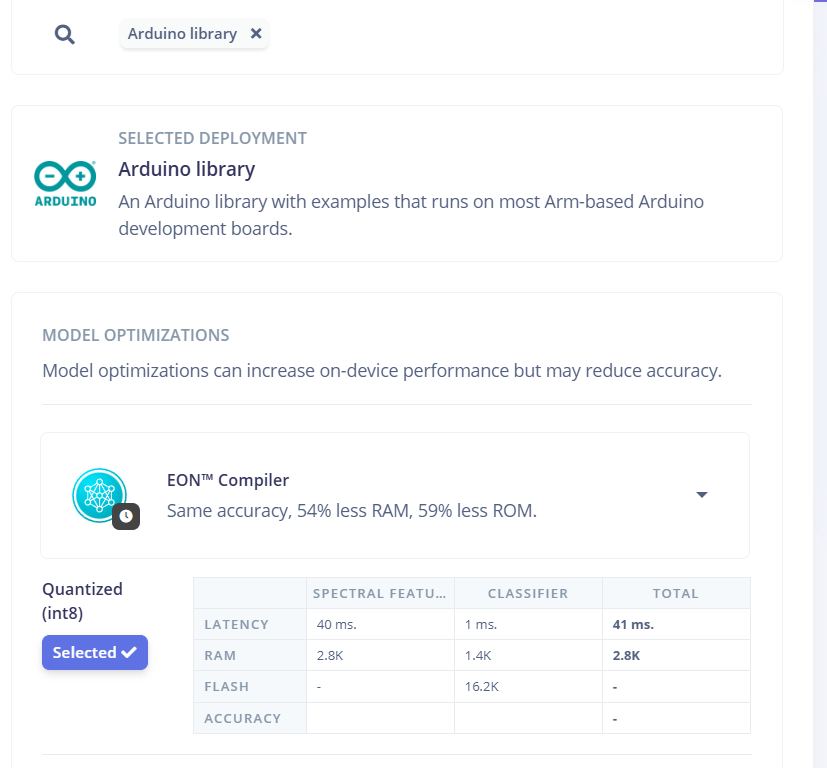 Arduino library ×
SELECTED DEPLOYMENT
Arduino library
ARDUINO
An Arduino library with examples that runs on most Arm-based Arduino
development boards.
MODEL OPTIMIZATIONS
Model optimizations can increase on-device performance but may reduce accuracy.
EON™ Compiler
Same accuracy, 54% less RAM, 59% less ROM.
Quantized
(int8)
Selected ✔
SPECTRAL FEATU... CLASSIFIER TOTAL
LATENCY 40 ms. 1 ms. 41 ms.
RAM 2.8K 1.4K 2.8K
FLASH - 16.2K -
ACCURACY -